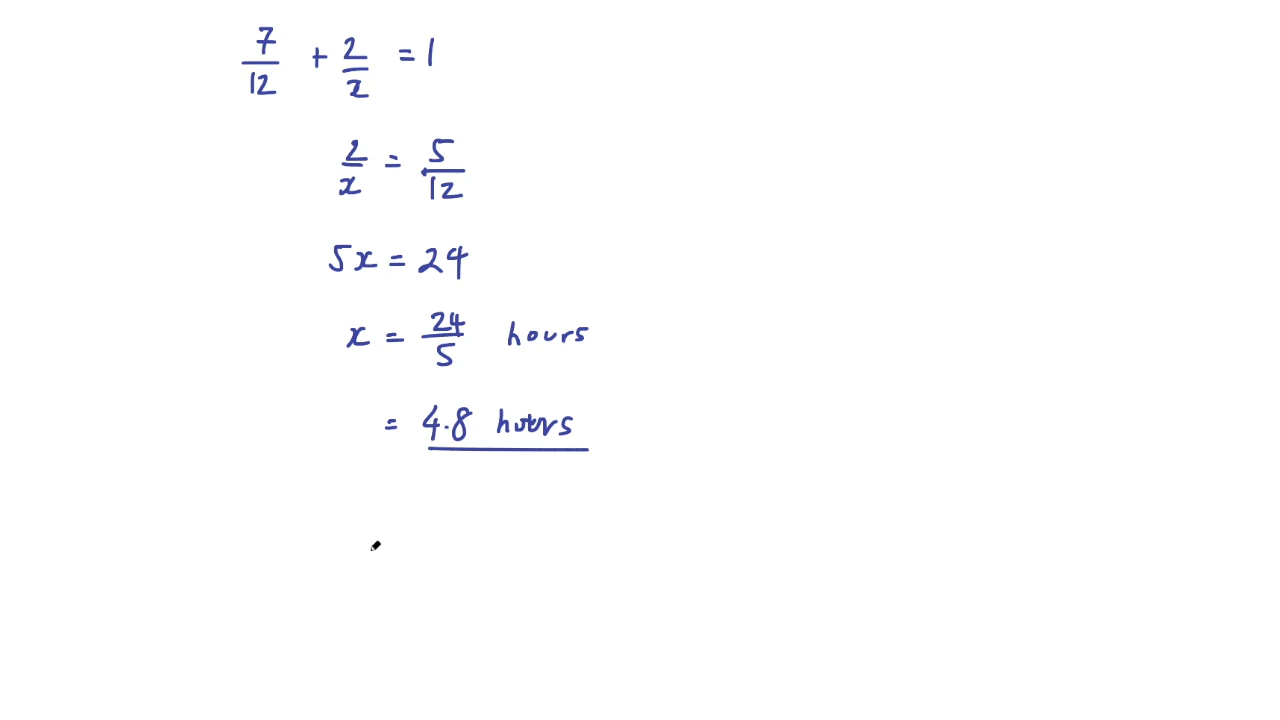 7/12 + 2/x = 1
2/x = 5/12
5x = 24
x = 24/5 hours
= 4.8 hours